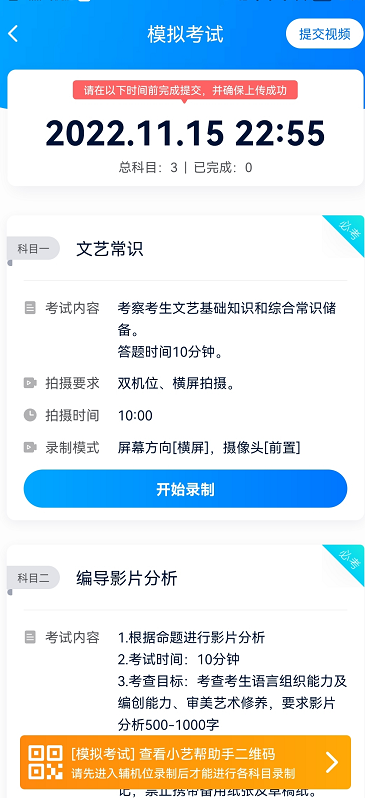 模拟考试
提交视频
请在以下时间前完成提交，并确保上传成功
2022.11.15 22:55
总科目：3 | 已完成：0
必考
科目一
文艺常识
考试内容
考察考生文艺基础知识和综合常识储
备。
答题时间10分钟。
拍摄要求
双机位、横屏拍摄。
拍摄时间
10:00
录制模式
屏幕方向[横屏]，摄像头[前置]
开始录制
必考
科目二
编导影片分析
考试内容
1.根据命题进行影片分析
2.考试时间：10分钟
3.考查目标：考查考生语言组织能力及
编创能力、审美艺术修养，要求影片
分析500-1000字
[模拟考试] 查看小艺帮助手二维码
请先进入辅机位录制后才能进行各科目录制
记，禁止携带备用纸张及草稿纸。